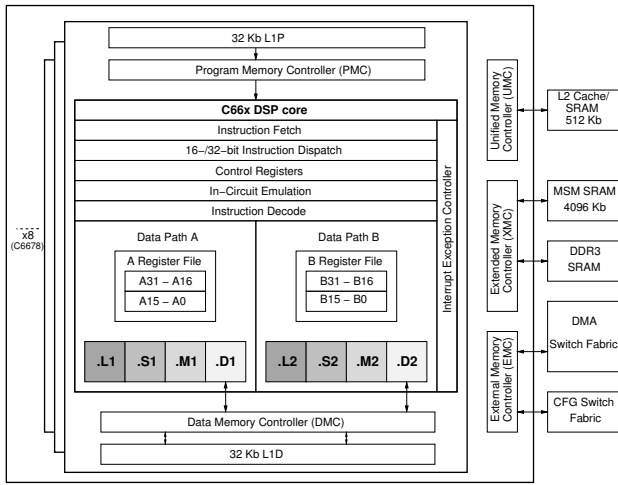 32 Kb L1P
Program Memory Controller (PMC)
C66x DSP core
Instruction Fetch
16-/32-bit Instruction Dispatch
Control Registers
In-Circuit Emulation
Instruction Decode
Interrupt Exception Controller
Data Path A
A Register File
A31 - A16
A15 - A0
Data Path B
B Register File
B31 - B16
B15 - B0
.L1 .S1 .M1 .D1
.L2 .S2 .M2 .D2
Data Memory Controller (DMC)
32 Kb L1D
x8
(C6678)
Unified Memory
Controller (UMC)
L2 Cache/
SRAM
512 Kb
Extended Memory
Controller (XMC)
MSM SRAM
4096 Kb
DDR3
SRAM
External Memory
Controller (EMC)
DMA
Switch Fabric
CFG Switch
Fabric